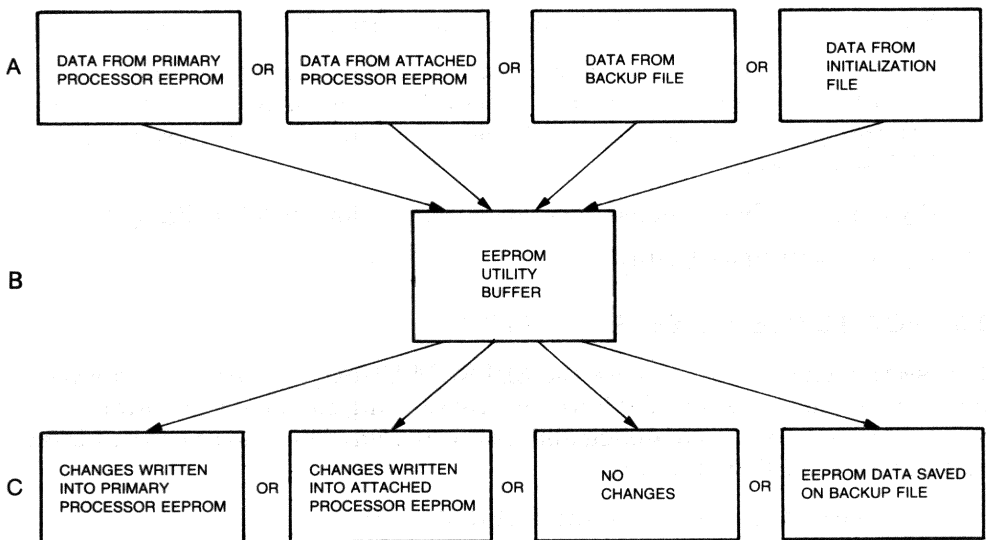 A
DATA FROM PRIMARY
PROCESSOR EEPROM
OR
DATA FROM ATTACHED
PROCESSOR EEPROM
OR
DATA FROM
BACKUP FILE
OR
DATA FROM
INITIALIZATION
FILE
B
EEPROM
UTILITY
BUFFER
C
CHANGES WRITTEN
INTO PRIMARY
PROCESSOR EEPROM
OR
CHANGES WRITTEN
INTO ATTACHED
PROCESSOR EEPROM
OR
NO
CHANGES
OR
EEPROM DATA SAVED
ON BACKUP FILE